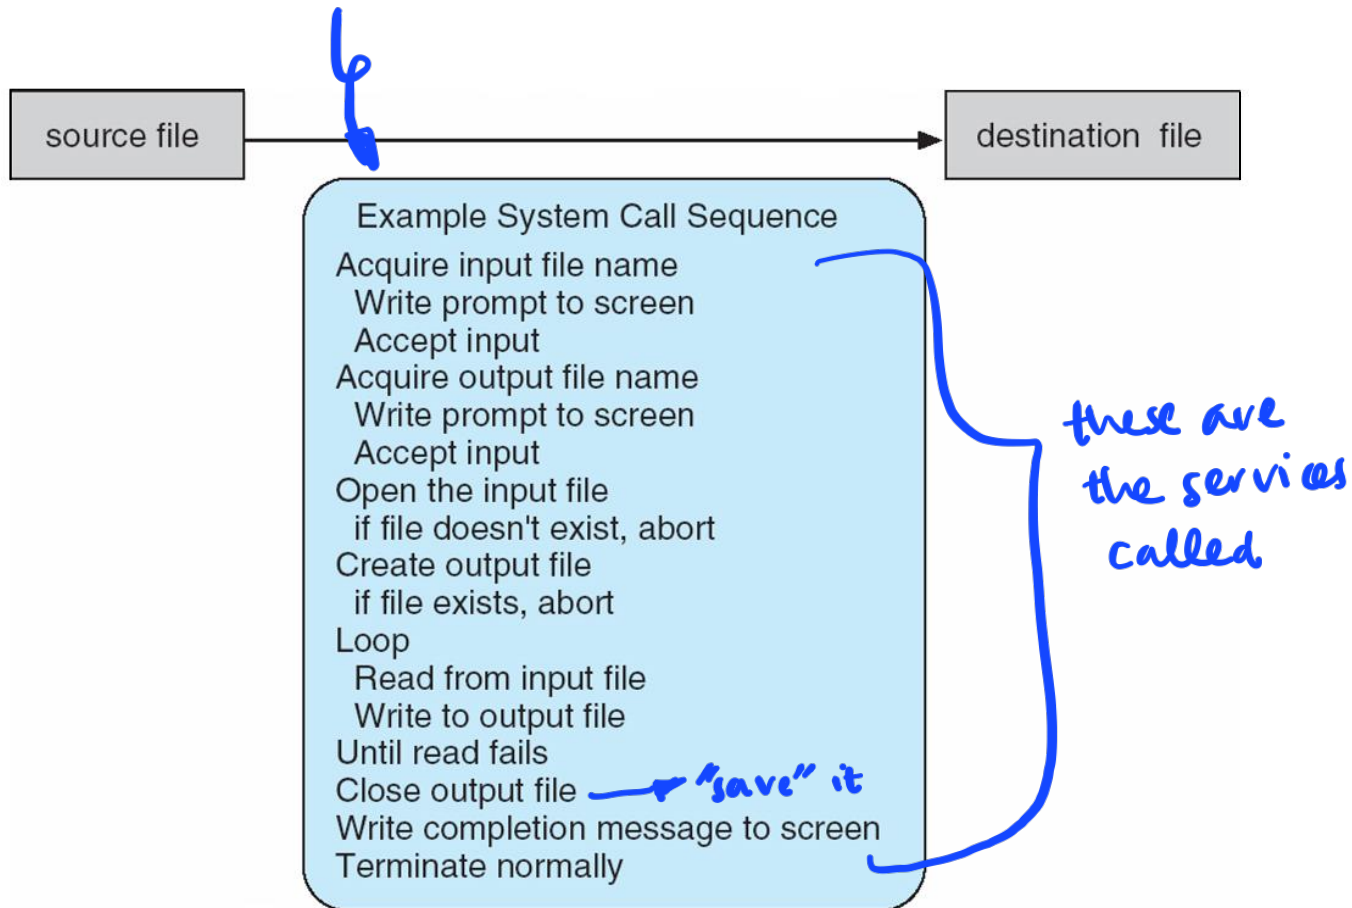 source file
destination file
Example System Call Sequence
Acquire input file name
Write prompt to screen
Accept input
Acquire output file name
Write prompt to screen
Accept input
Open the input file
if file doesn't exist, abort
Create output file
if file exists, abort
Loop
Read from input file
Write to output file
Until read fails
Close output file
"save" it
Write completion message to screen
Terminate normally
these are
the services
called